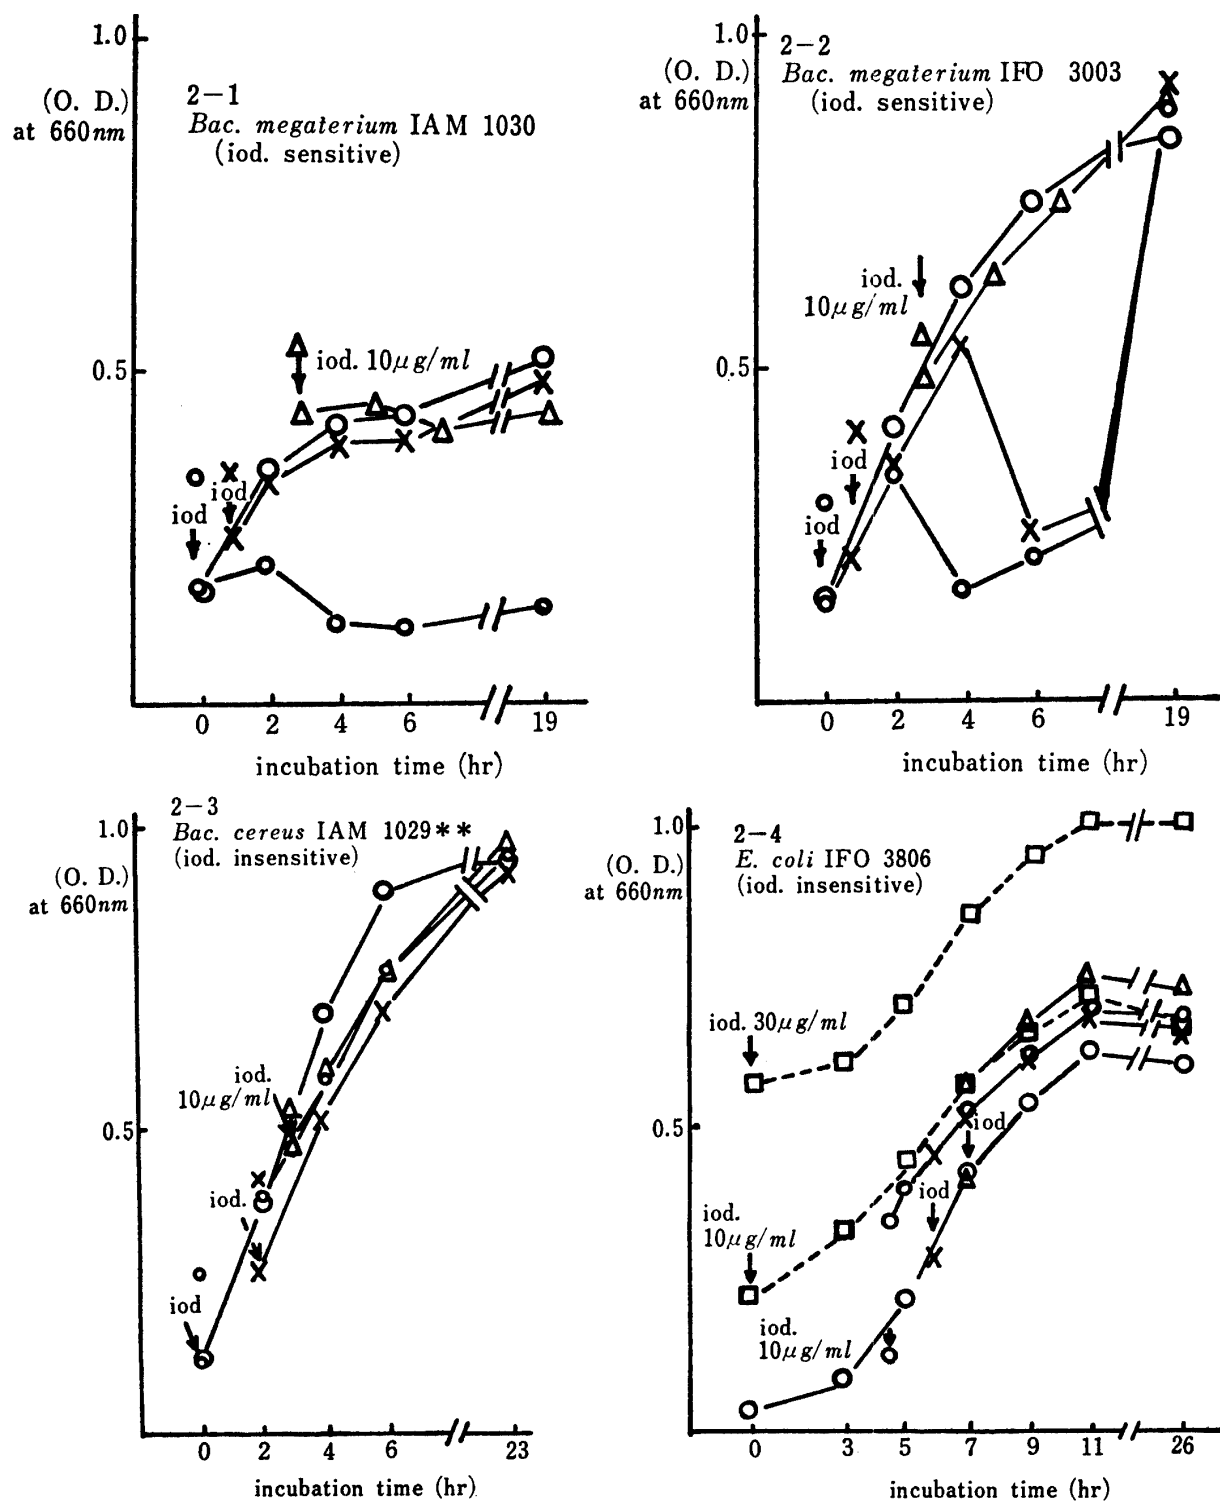 1.0
(O. D.)
at 660nm
2-1
Bac. megaterium IAM 1030
(iod. sensitive)
iod. 10μg/ml
0.5
iod
iod
0 2 4 6 19
incubation time (hr)
1.0
(O. D.)
at 660nm
2-2
Bac. megaterium IFO 3003
(iod. sensitive)
iod.
10μg/ml
0.5
iod
iod
0 2 4 6 19
incubation time (hr)
2-3
Bac. cereus IAM 1029**
(iod. insensitive)
1.0
(O. D.)
at 660nm
iod.
10μg/ml
0.5
iod.
iod
0 2 4 6 23
incubation time (hr)
1.0
(O. D.)
at 660nm
2-4
E. coli IFO 3806
(iod. insensitive)
iod. 30μg/ml
0.5
iod
iod
iod.
10μg/ml
iod.
10μg/ml
0 3 5 7 9 11 26
incubation time (hr)